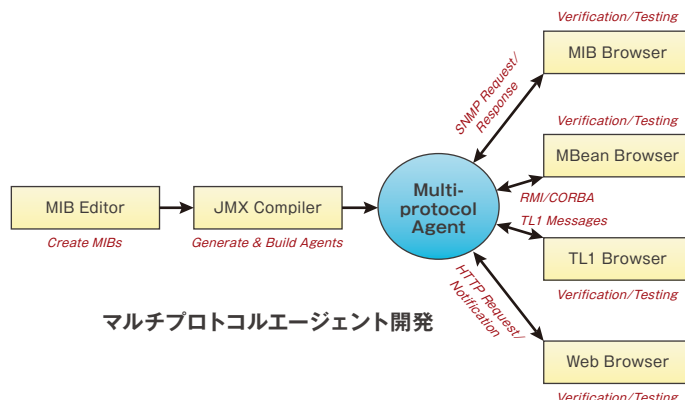 Verification/Testing
MIB Browser
SNMP Request/
Response
Verification/Testing
MBean Browser
RMI/CORBA
MIB Editor
Create MIBs
JMX Compiler
Generate & Build Agents
Multi-
protocol
Agent
TL1 Messages
TL1 Browser
Verification/Testing
HTTP Request/
Notification
マルチプロトコルエージェント開発
Web Browser
Verification/Testing